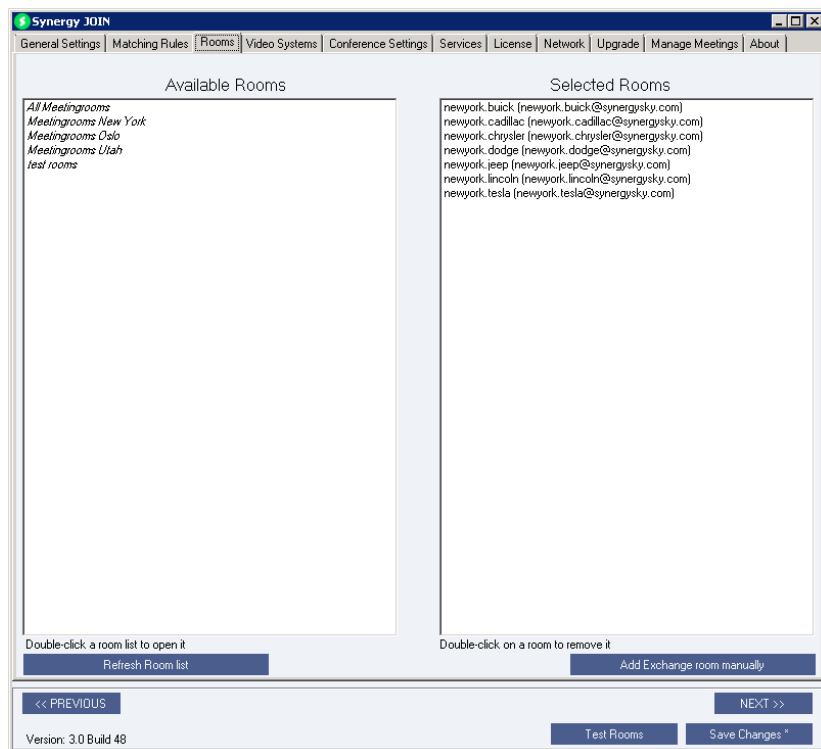 Synergy JOIN
General Settings Matching Rules Rooms Video Systems Conference Settings Services License Network Upgrade Manage Meetings About
Available Rooms
All Meetingrooms
Meetingrooms New York
Meetingrooms Oslo
Meetingrooms Utah
test rooms
Double-click a room list to open it
Refresh Room list
Selected Rooms
newyork.buick (newyork.buick@synergysky.com)
newyork.cadillac (newyork.cadillac@synergysky.com)
newyork.chrysler (newyork.chrysler@synergysky.com)
newyork.dodge (newyork.dodge@synergysky.com)
newyork.jeep (newyork.jeep@synergysky.com)
newyork.lincoln (newyork.lincoln@synergysky.com)
newyork.tesla (newyork.tesla@synergysky.com)
Double-click on a room to remove it
Add Exchange room manually
<< PREVIOUS
NEXT >>
Version: 3.0 Build 48
Test Rooms
Save Changes *